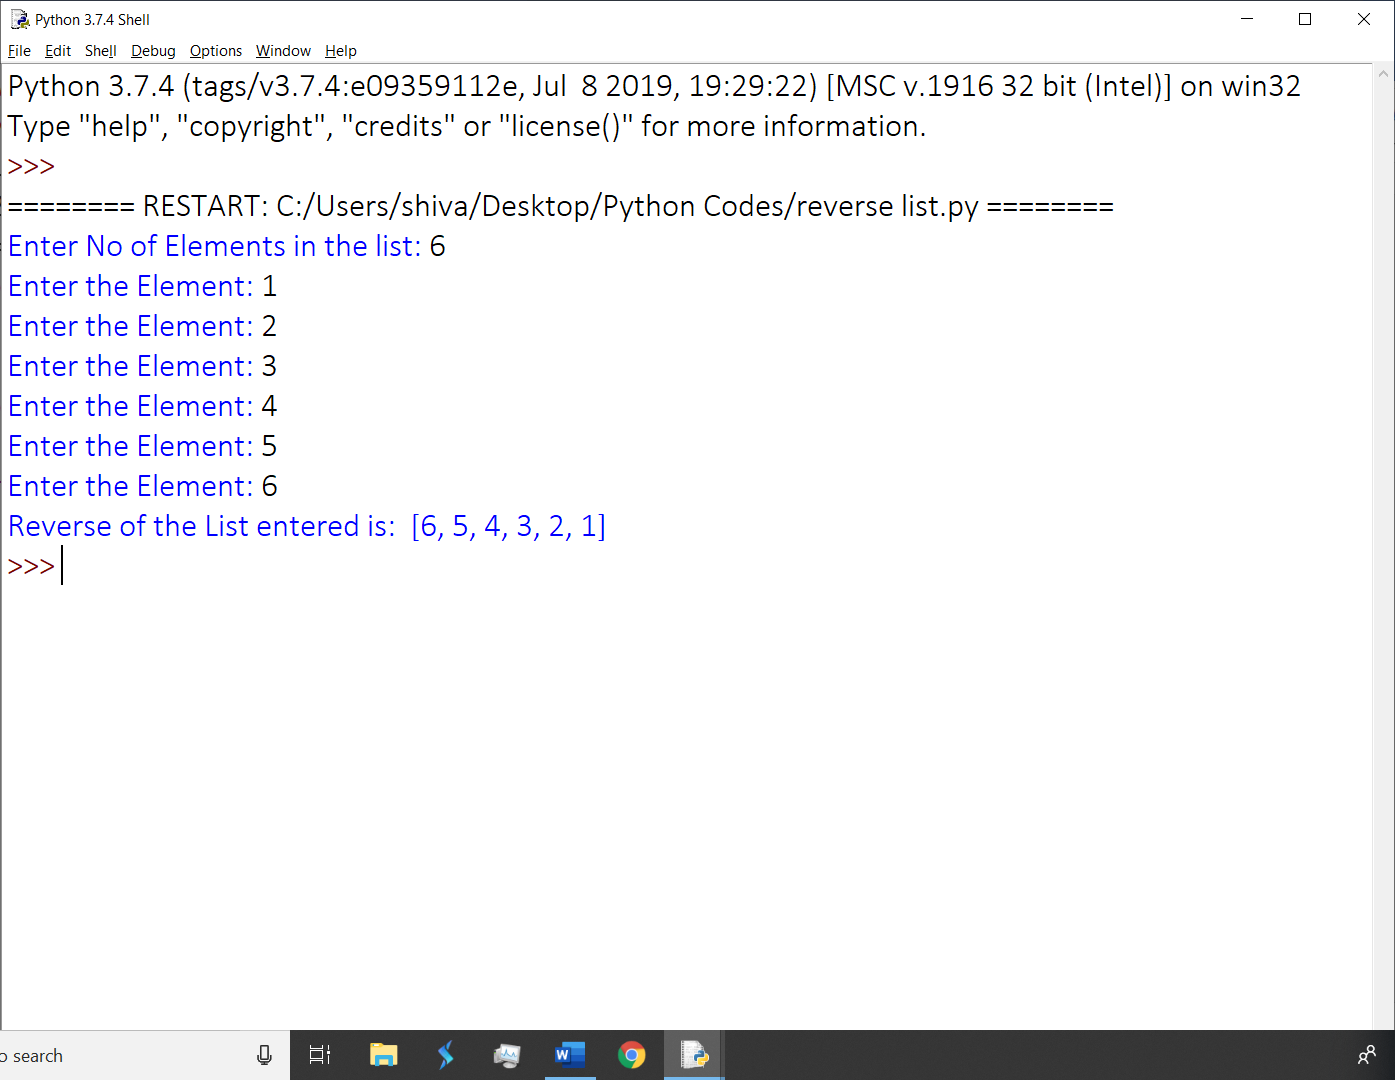 Python 3.7.4 Shell
File Edit Shell Debug Options Window Help
Python 3.7.4 (tags/v3.7.4:e09359112e, Jul  8 2019, 19:29:22) [MSC v.1916 32 bit (Intel)] on win32
Type "help", "copyright", "credits" or "license()" for more information.
>>>
======== RESTART: C:/Users/shiva/Desktop/Python Codes/reverse list.py ========
Enter No of Elements in the list: 6
Enter the Element: 1
Enter the Element: 2
Enter the Element: 3
Enter the Element: 4
Enter the Element: 5
Enter the Element: 6
Reverse of the List entered is:  [6, 5, 4, 3, 2, 1]
>>>
o search